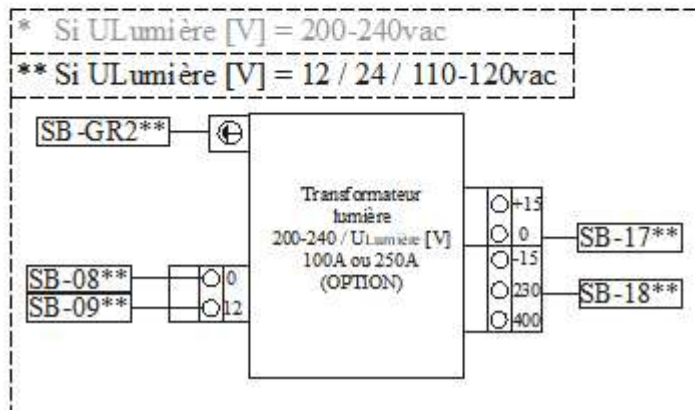 * Si ULumière [V] = 200-240vac
** Si ULumière [V] = 12 / 24 / 110-120vac
SB-GR2**
Transformateur
lumière
200-240 / ULumière [V]
100A ou 250A
(OPTION)
+15
0
SB-17**
-15
SB-08**
0
230
SB-18**
SB-09**
12
400